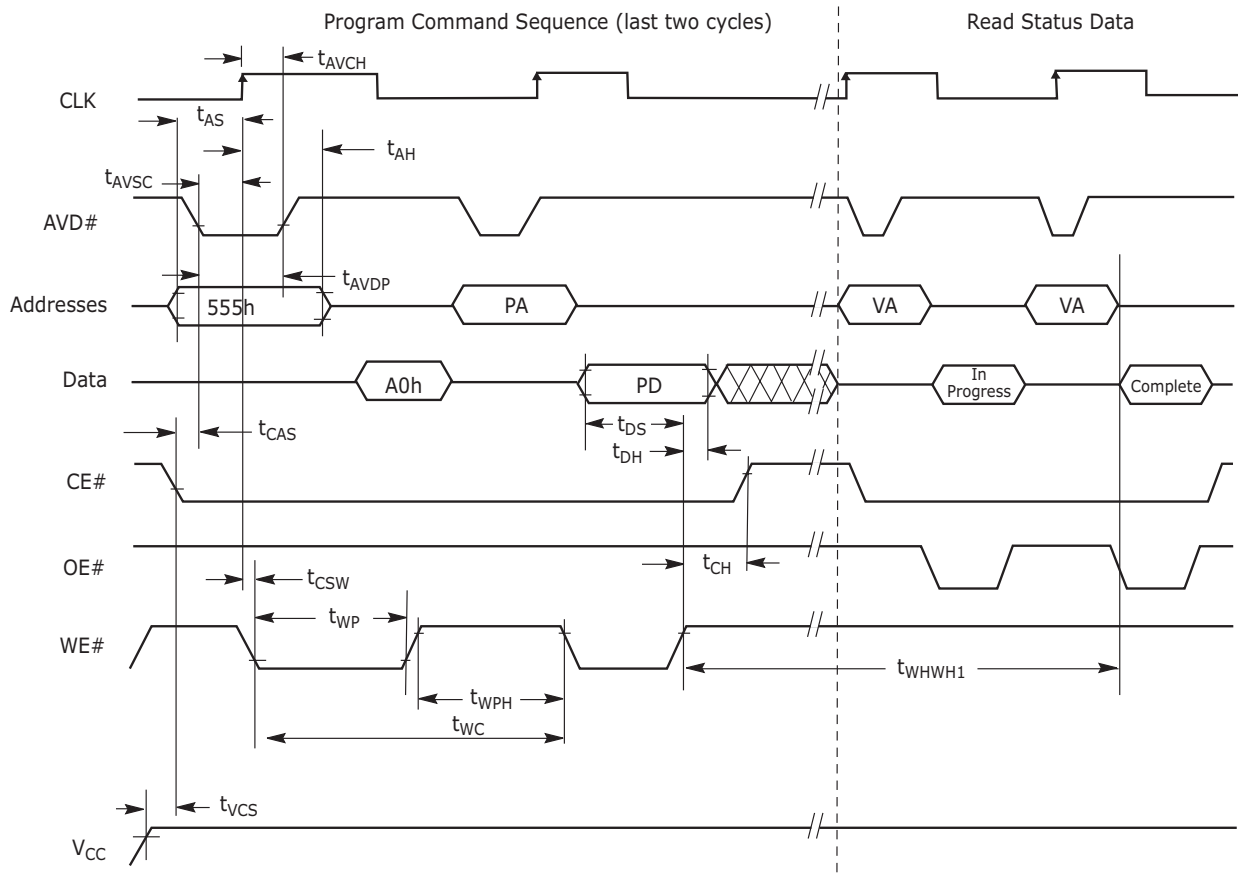 Program Command Sequence (last two cycles)
Read Status Data
tAVCH
CLK
tAS
tAH
tAVSC
AVD#
tAVDP
Addresses
555h
PA
VA
VA
Data
A0h
PD
In
Progress
Complete
tCAS
tDS
tDH
CE#
OE#
tCSW
tCH
tWP
WE#
tWHWH1
tWPH
tWC
tVCS
VCC